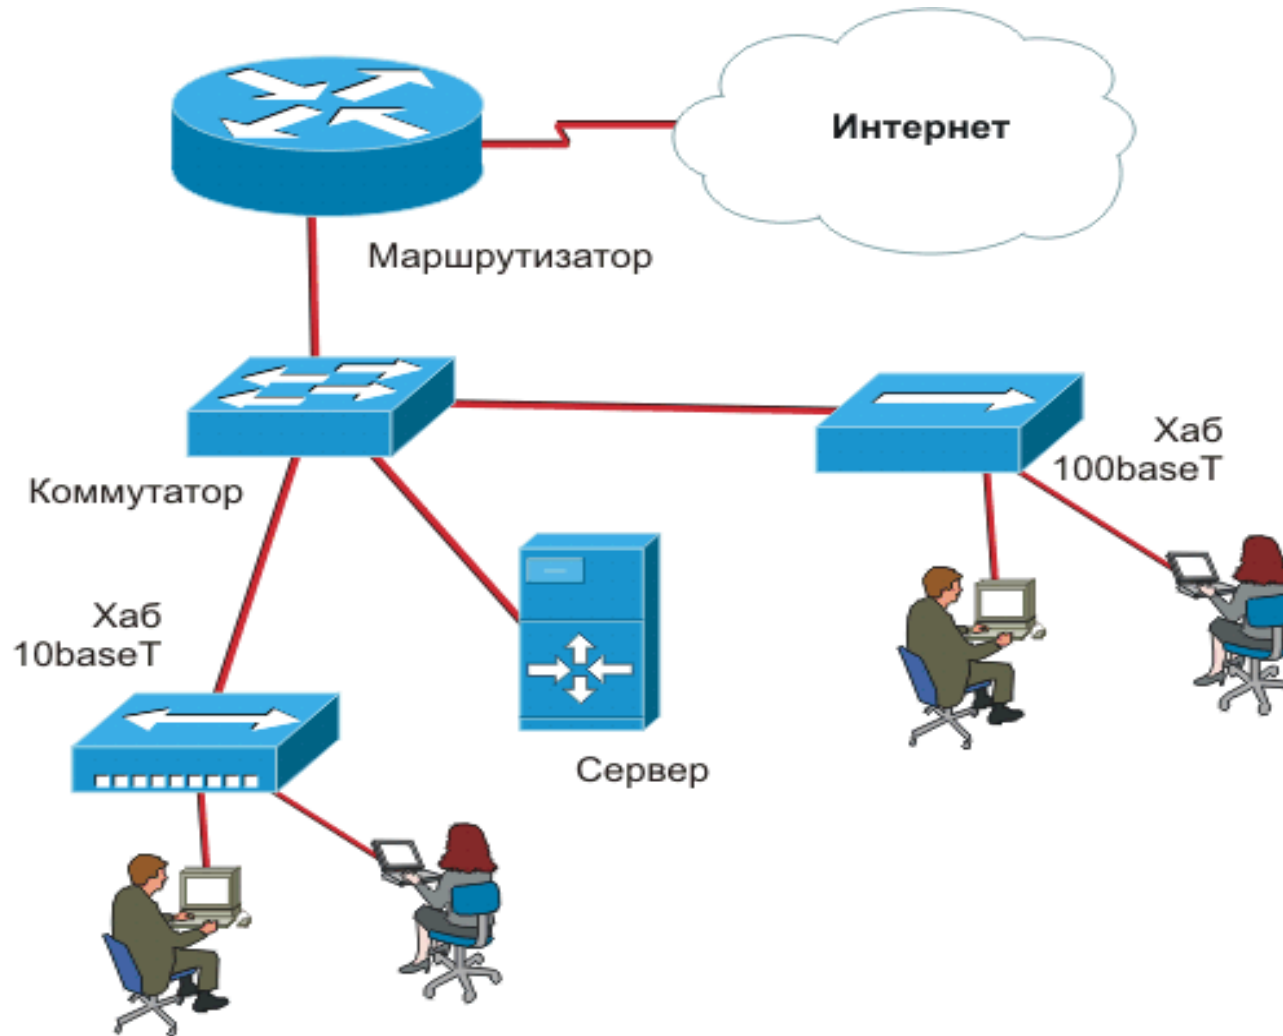 Интернет
Маршрутизатор
Хаб
100baseT
Коммутатор
Хаб
10baseT
Сервер